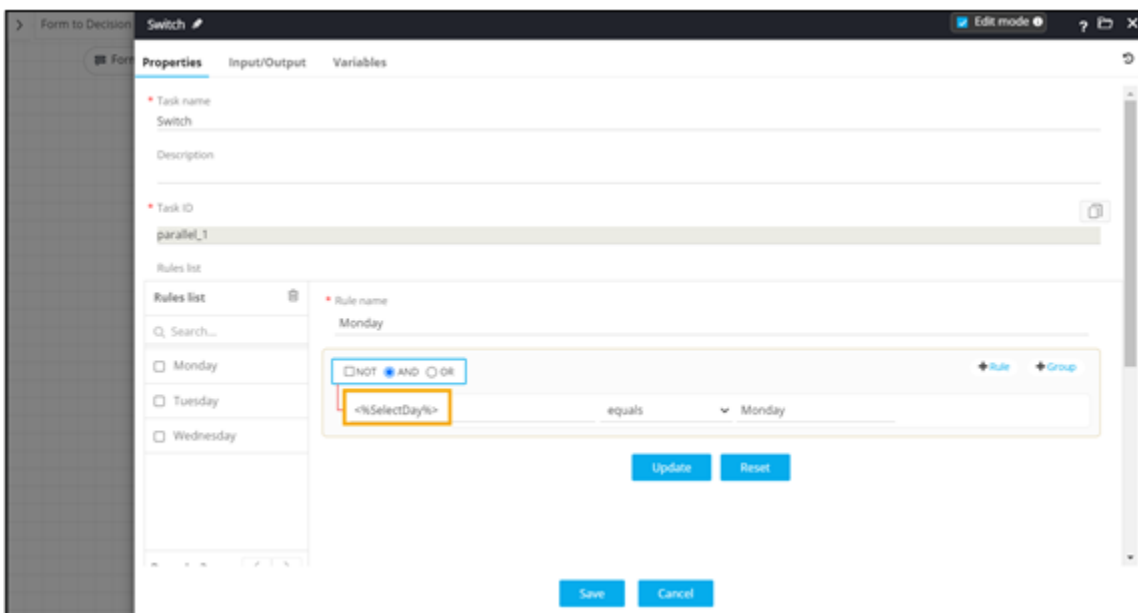 Form to Decision
Switch
Edit mode
?
Form
Properties Input/Output Variables
* Task name
Switch
Description
* Task ID
parallel_1
Rules list
Rules list
* Rule name
Search...
Monday
Monday
NOT AND OR
+Rule +Group
Tuesday
<%SelectDay%> equals Monday
Wednesday
Update Reset
Save Cancel